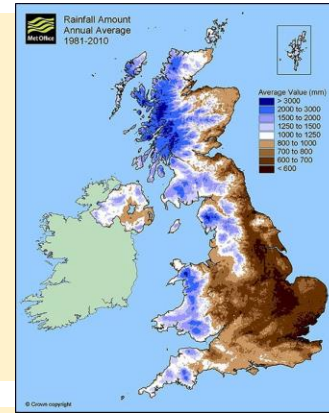 Met Office
Rainfall Amount
Annual Average
1981-2010
Average Value (mm)
> 3000
2000 to 3000
1500 to 2000
1250 to 1500
1000 to 1250
800 to 1000
700 to 800
600 to 700
< 600
© Crown copyright